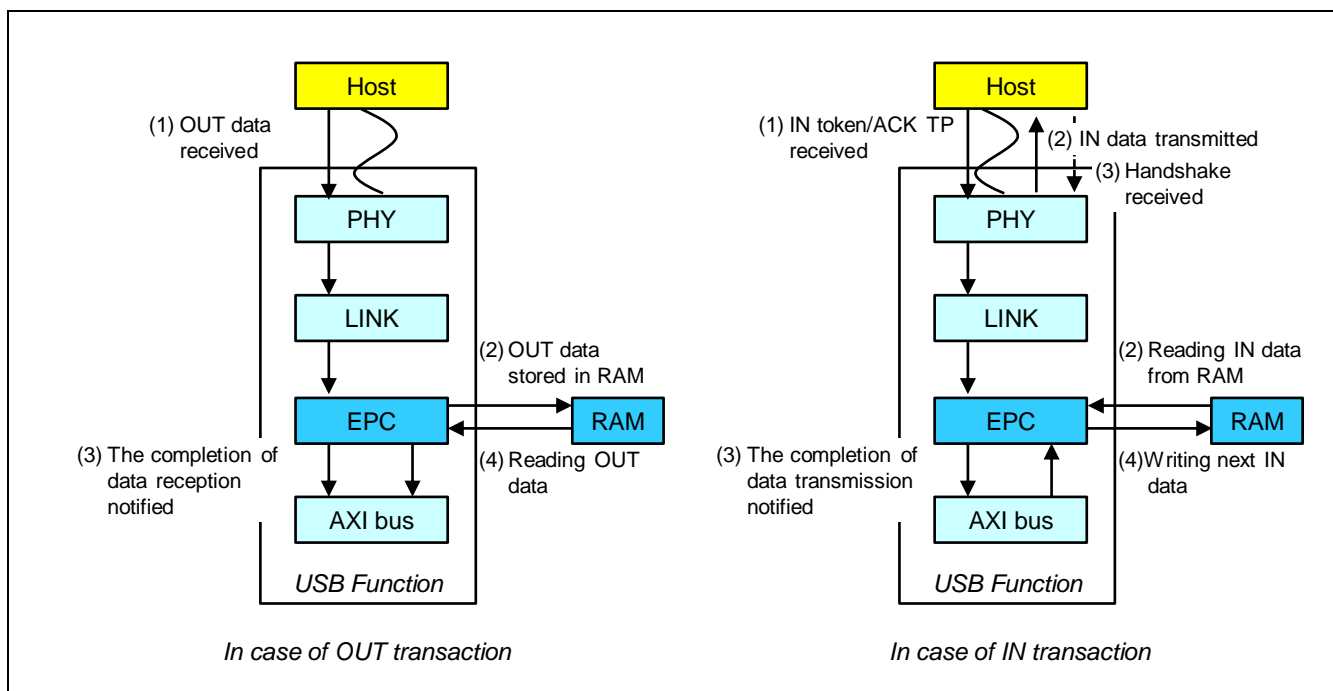 Host
(1) OUT data
received
PHY
LINK
(2) OUT data
stored in RAM
EPC
RAM
(3) The completion of
data reception
notified
(4) Reading OUT
data
AXI bus
USB Function
In case of OUT transaction
Host
(1) IN token/ACK TP
received
(2) IN data transmitted
(3) Handshake
received
PHY
LINK
(2) Reading IN data
from RAM
EPC
RAM
(3) The completion of
data transmission
notified
(4)Writing next IN
data
AXI bus
USB Function
In case of IN transaction